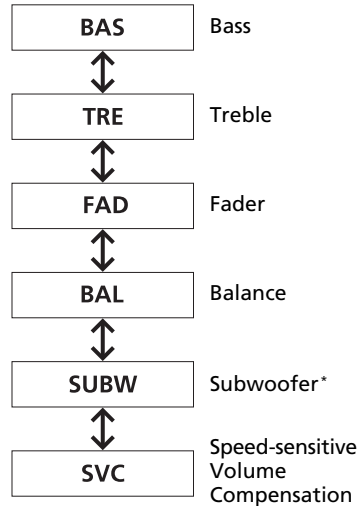 BAS Bass
TRE Treble
FAD Fader
BAL Balance
SUBW Subwoofer*
SVC Speed-sensitive
Volume
Compensation